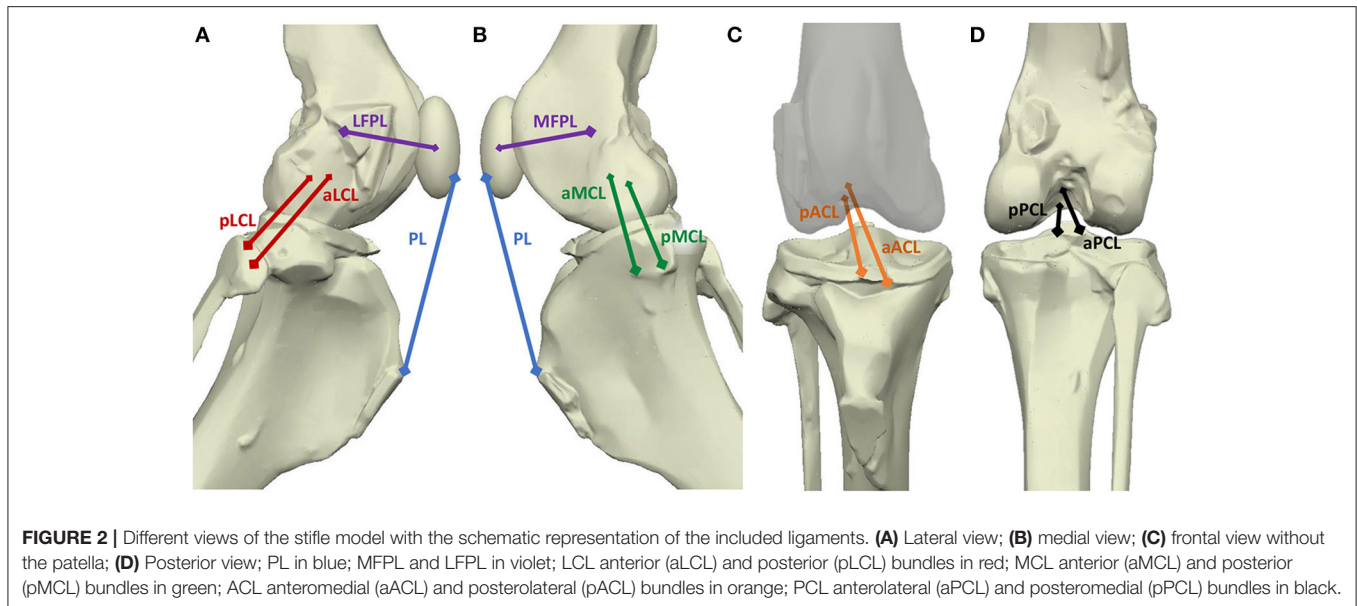 A
B
C
D
LFPL
MFPL
aLCL
pLCL
PL
aMCL
PL
pMCL
pACL
aACL
pPCL
aPCL
FIGURE 2 | Different views of the stifle model with the schematic representation of the included ligaments. (A) Lateral view; (B) medial view; (C) frontal view without
the patella; (D) Posterior view; PL in blue; MFPL and LFPL in violet; LCL anterior (aLCL) and posterior (pLCL) bundles in red; MCL anterior (aMCL) and posterior
(pMCL) bundles in green; ACL anteromedial (aACL) and posterolateral (pACL) bundles in orange; PCL anterolateral (aPCL) and posteromedial (pPCL) bundles in black.